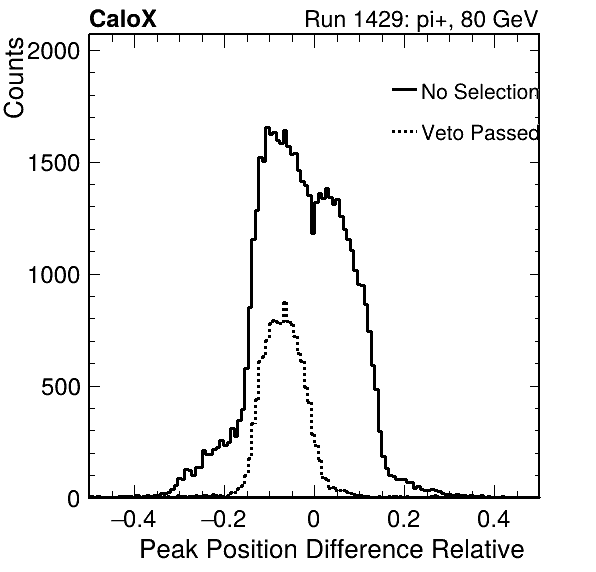 CaloX Run 1429: pi+, 80 GeV
Counts
2000
1500
1000
500
0
No Selection
Veto Passed
−0.4 −0.2 0 0.2 0.4
Peak Position Difference Relative